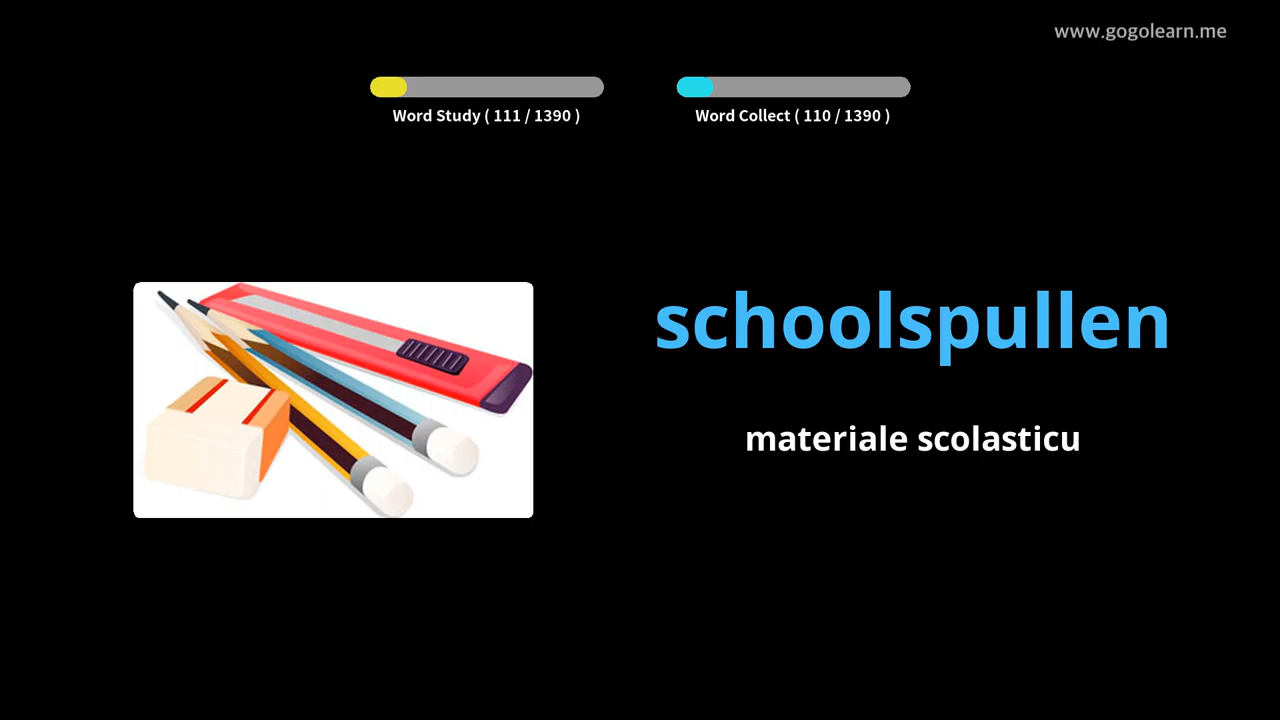 www.gogolearn.me
Word Study ( 111 / 1390 )
Word Collect ( 110 / 1390 )
schoolspullen
materiale scolasticu